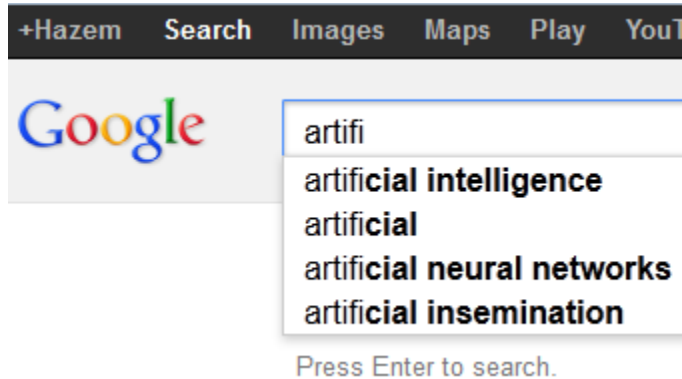 +Hazem Search Images Maps Play YouT
Google
artifi
artificial intelligence
artificial
artificial neural networks
artificial insemination
Press Enter to search.